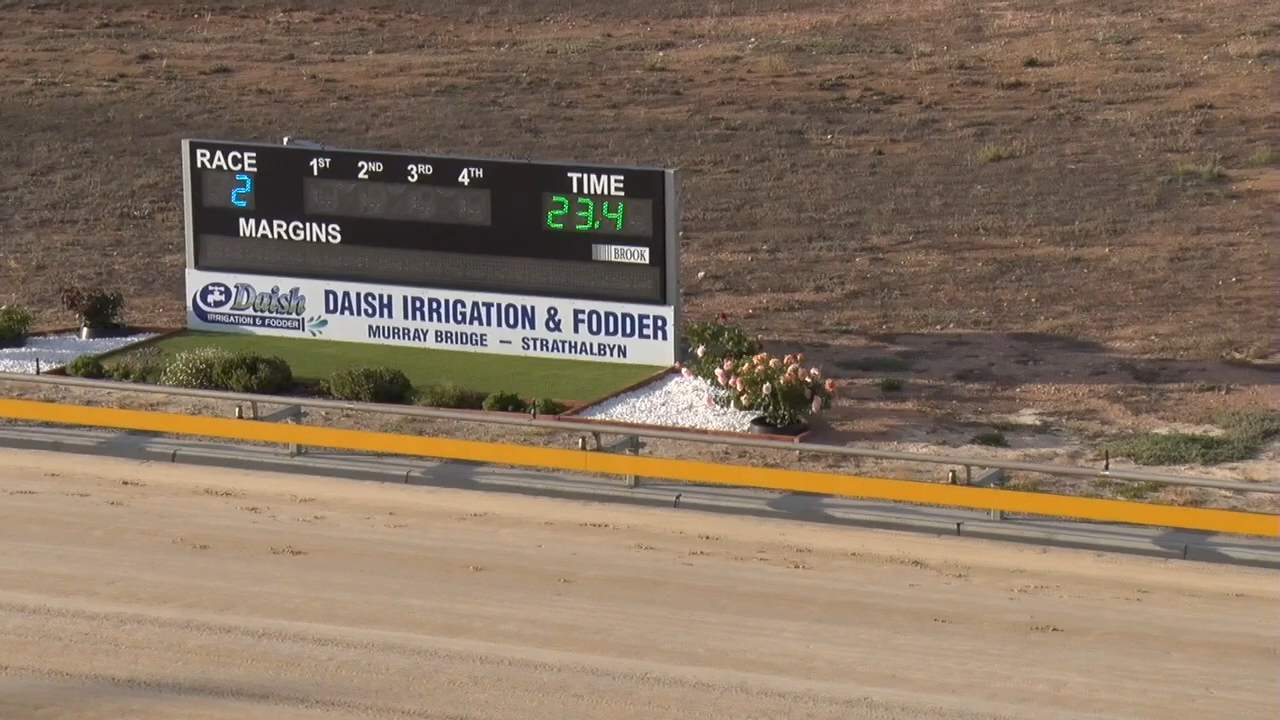 RACE 1ST 2ND 3RD 4TH TIME
2 23.4
MARGINS
BROOK
Daish
IRRIGATION & FODDER
DAISH IRRIGATION & FODDER
MURRAY BRIDGE — STRATHALBYN